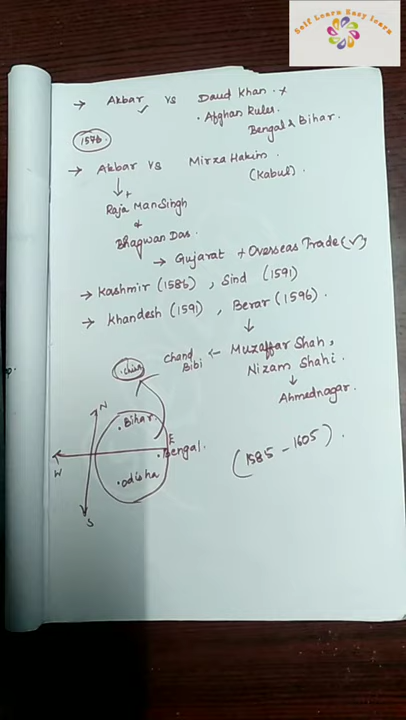 Self Learn Easy learn
→ Akbar ✓ vs Daud Khan. x
• Afghan Rules.
Bengal & Bihar.
1576.
→ Akbar vs Mirza Hakim.
(Kabul).
↓ +
Raja Man Singh
&
Bhagwan Das.
→ Gujarat + Overseas Trade (✓)
→ Kashmir (1586), Sind (1591)
→ Khandesh (1591), Berar (1596).
↓
Chand Bibi ← Muzaffar Shah,
Nizam Shahi.
↓
Ahmednagar.
N
• Bihar
E
W
• Bengal.
• Odisha
S
(1585 – 1605).